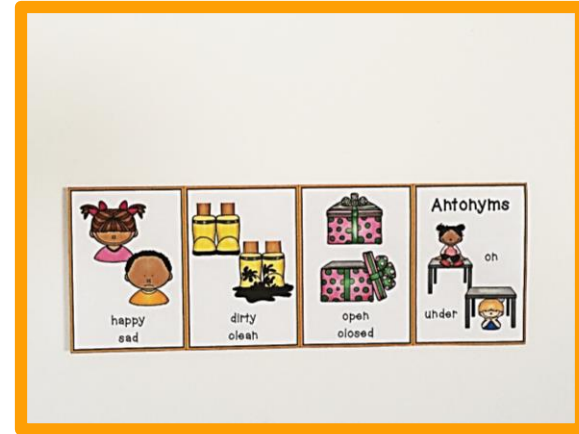 happy
sad
dirty
clean
open
closed
Antonyms
on
under